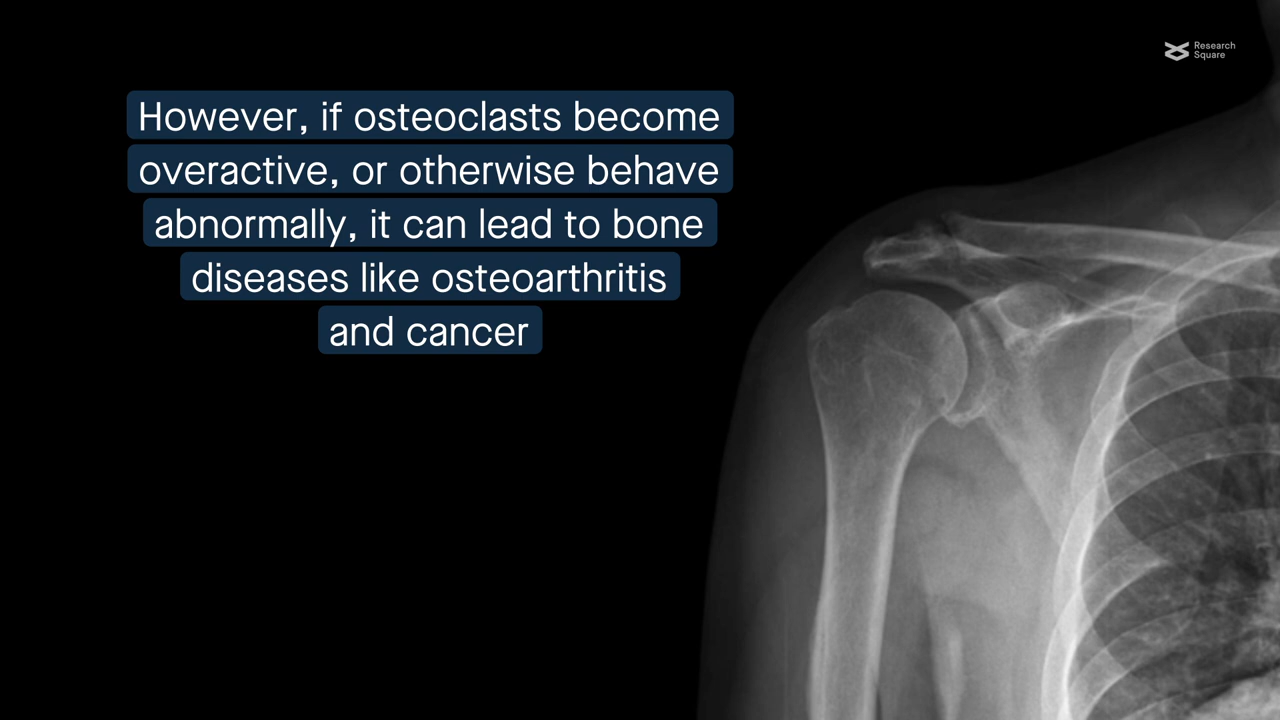 Research
Square
However, if osteoclasts become
overactive, or otherwise behave
abnormally, it can lead to bone
diseases like osteoarthritis
and cancer